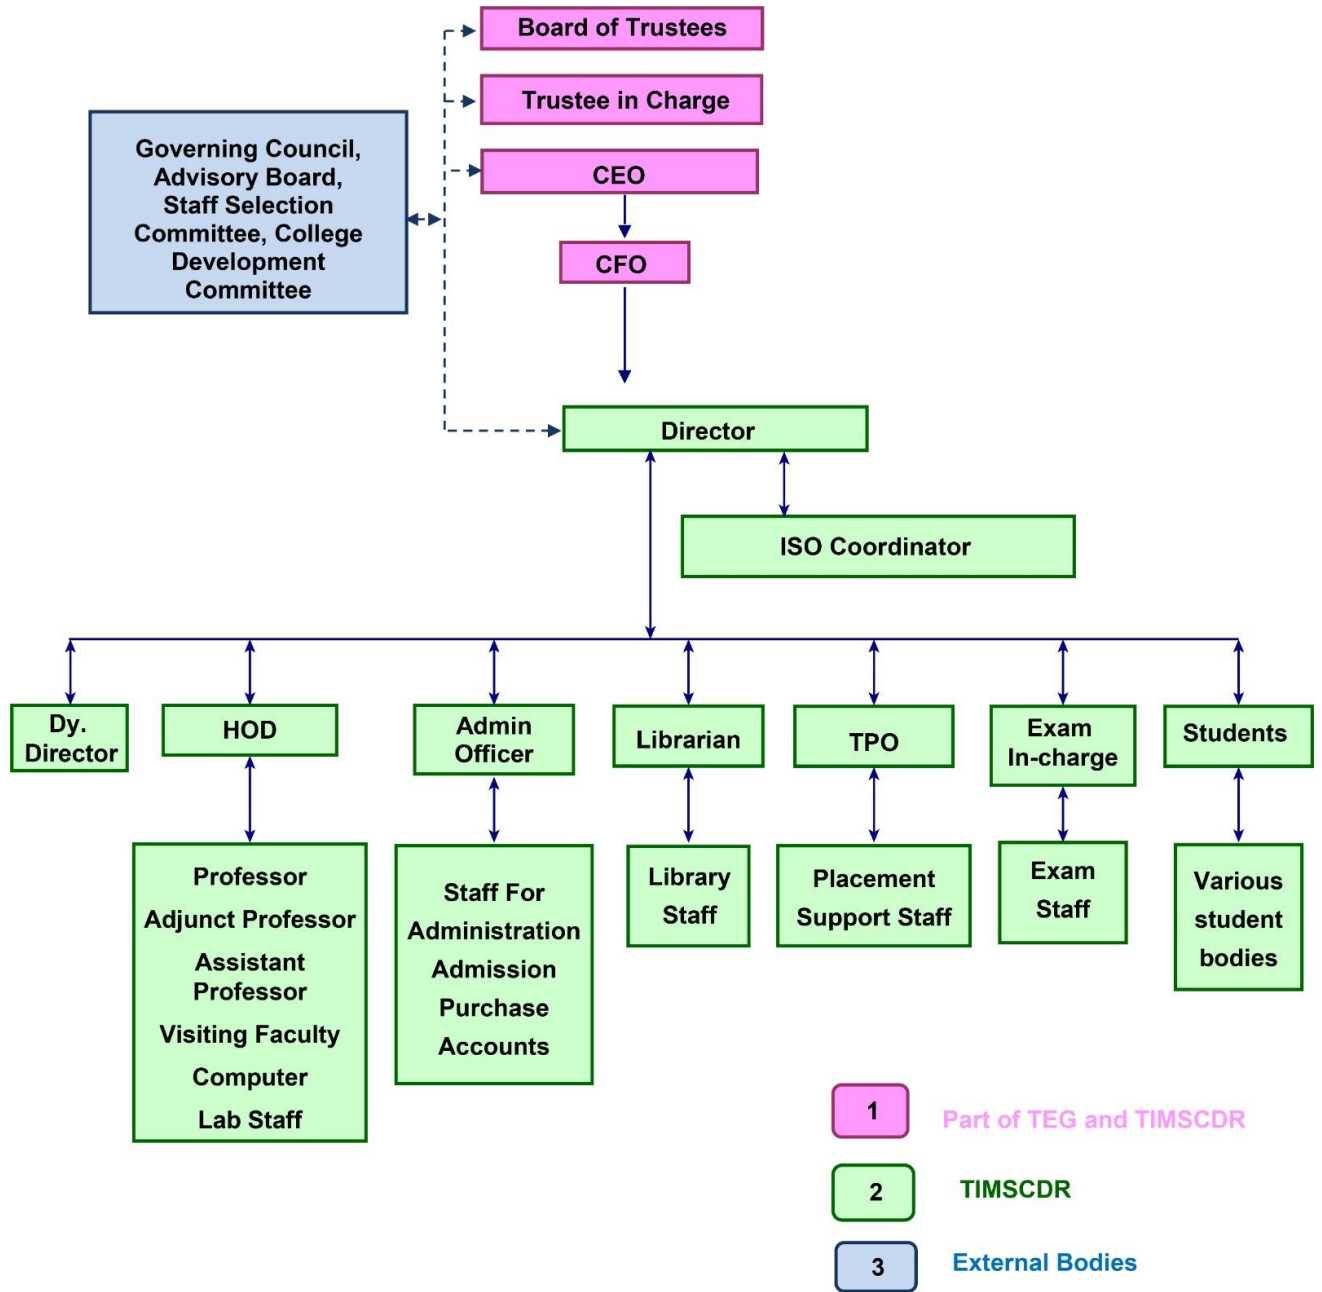 Board of Trustees
Trustee in Charge
Governing Council,
Advisory Board,
Staff Selection
Committee, College
Development
Committee
CEO
CFO
Director
ISO Coordinator
Dy.
Director
HOD
Admin
Officer
Librarian
TPO
Exam
In-charge
Students
Professor
Adjunct Professor
Assistant
Professor
Visiting Faculty
Computer
Lab Staff
Staff For
Administration
Admission
Purchase
Accounts
Library
Staff
Placement
Support Staff
Exam
Staff
Various
student
bodies
1 Part of TEG and TIMSCDR
2 TIMSCDR
3 External Bodies